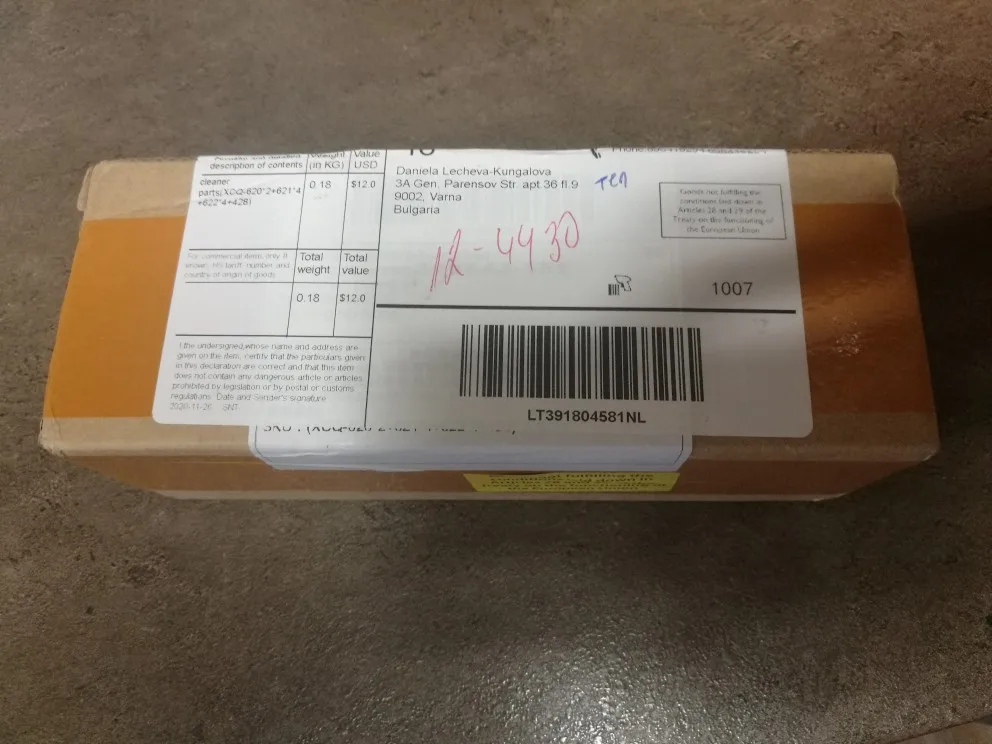 description of contents
Weight
(in KG)
Value
USD
cleaner
parts(XCQ-620*2+621*4
+622*4+428)
0.18
$12.0
For commercial items only If
known, HS tariff number and
country of origin of goods
Total
weight
Total
value
0.18
$12.0
I the undersigned,whose name and address are
given on the item, certify that the particulars given
in this declaration are correct and that this item
does not contain any dangerous article or articles
prohibited by legislation or by postal or customs
regulations. Date and Sender's signature
2020-11-26 SNT
Daniela Lecheva-Kungalova
3A Gen. Parensov Str. apt.36 fl.9
9002, Varna
Bulgaria
тел
12-4430
Goods not fulfilling the
conditions laid down in
Articles 28 and 29 of the
Treaty on the functioning of
the European Union
1007
LT391804581NL
the European Union